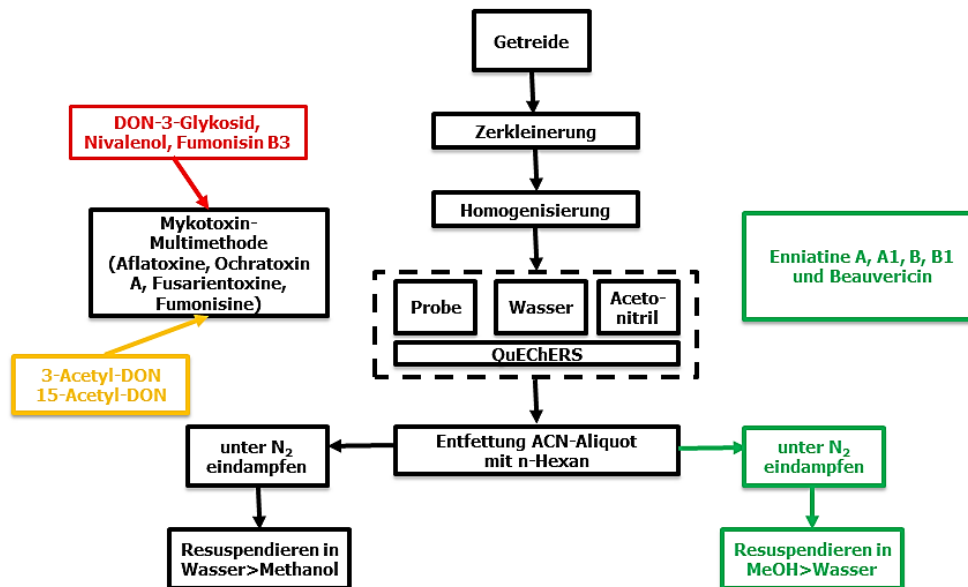 Getreide
Zerkleinerung
Homogenisierung
DON-3-Glykosid,
Nivalenol, Fumonisin B3
Mykotoxin-
Multimethode
(Aflatoxine, Ochratoxin
A, Fusarientoxine,
Fumonisine)
3-Acetyl-DON
15-Acetyl-DON
Probe
Wasser
Aceto-
nitril
QuEChERS
Enniatine A, A1, B, B1
und Beauvericin
unter N₂
eindampfen
Entfettung ACN-Aliquot
mit n-Hexan
unter N₂
eindampfen
Resuspendieren in
Wasser>Methanol
Resuspendieren in
MeOH>Wasser